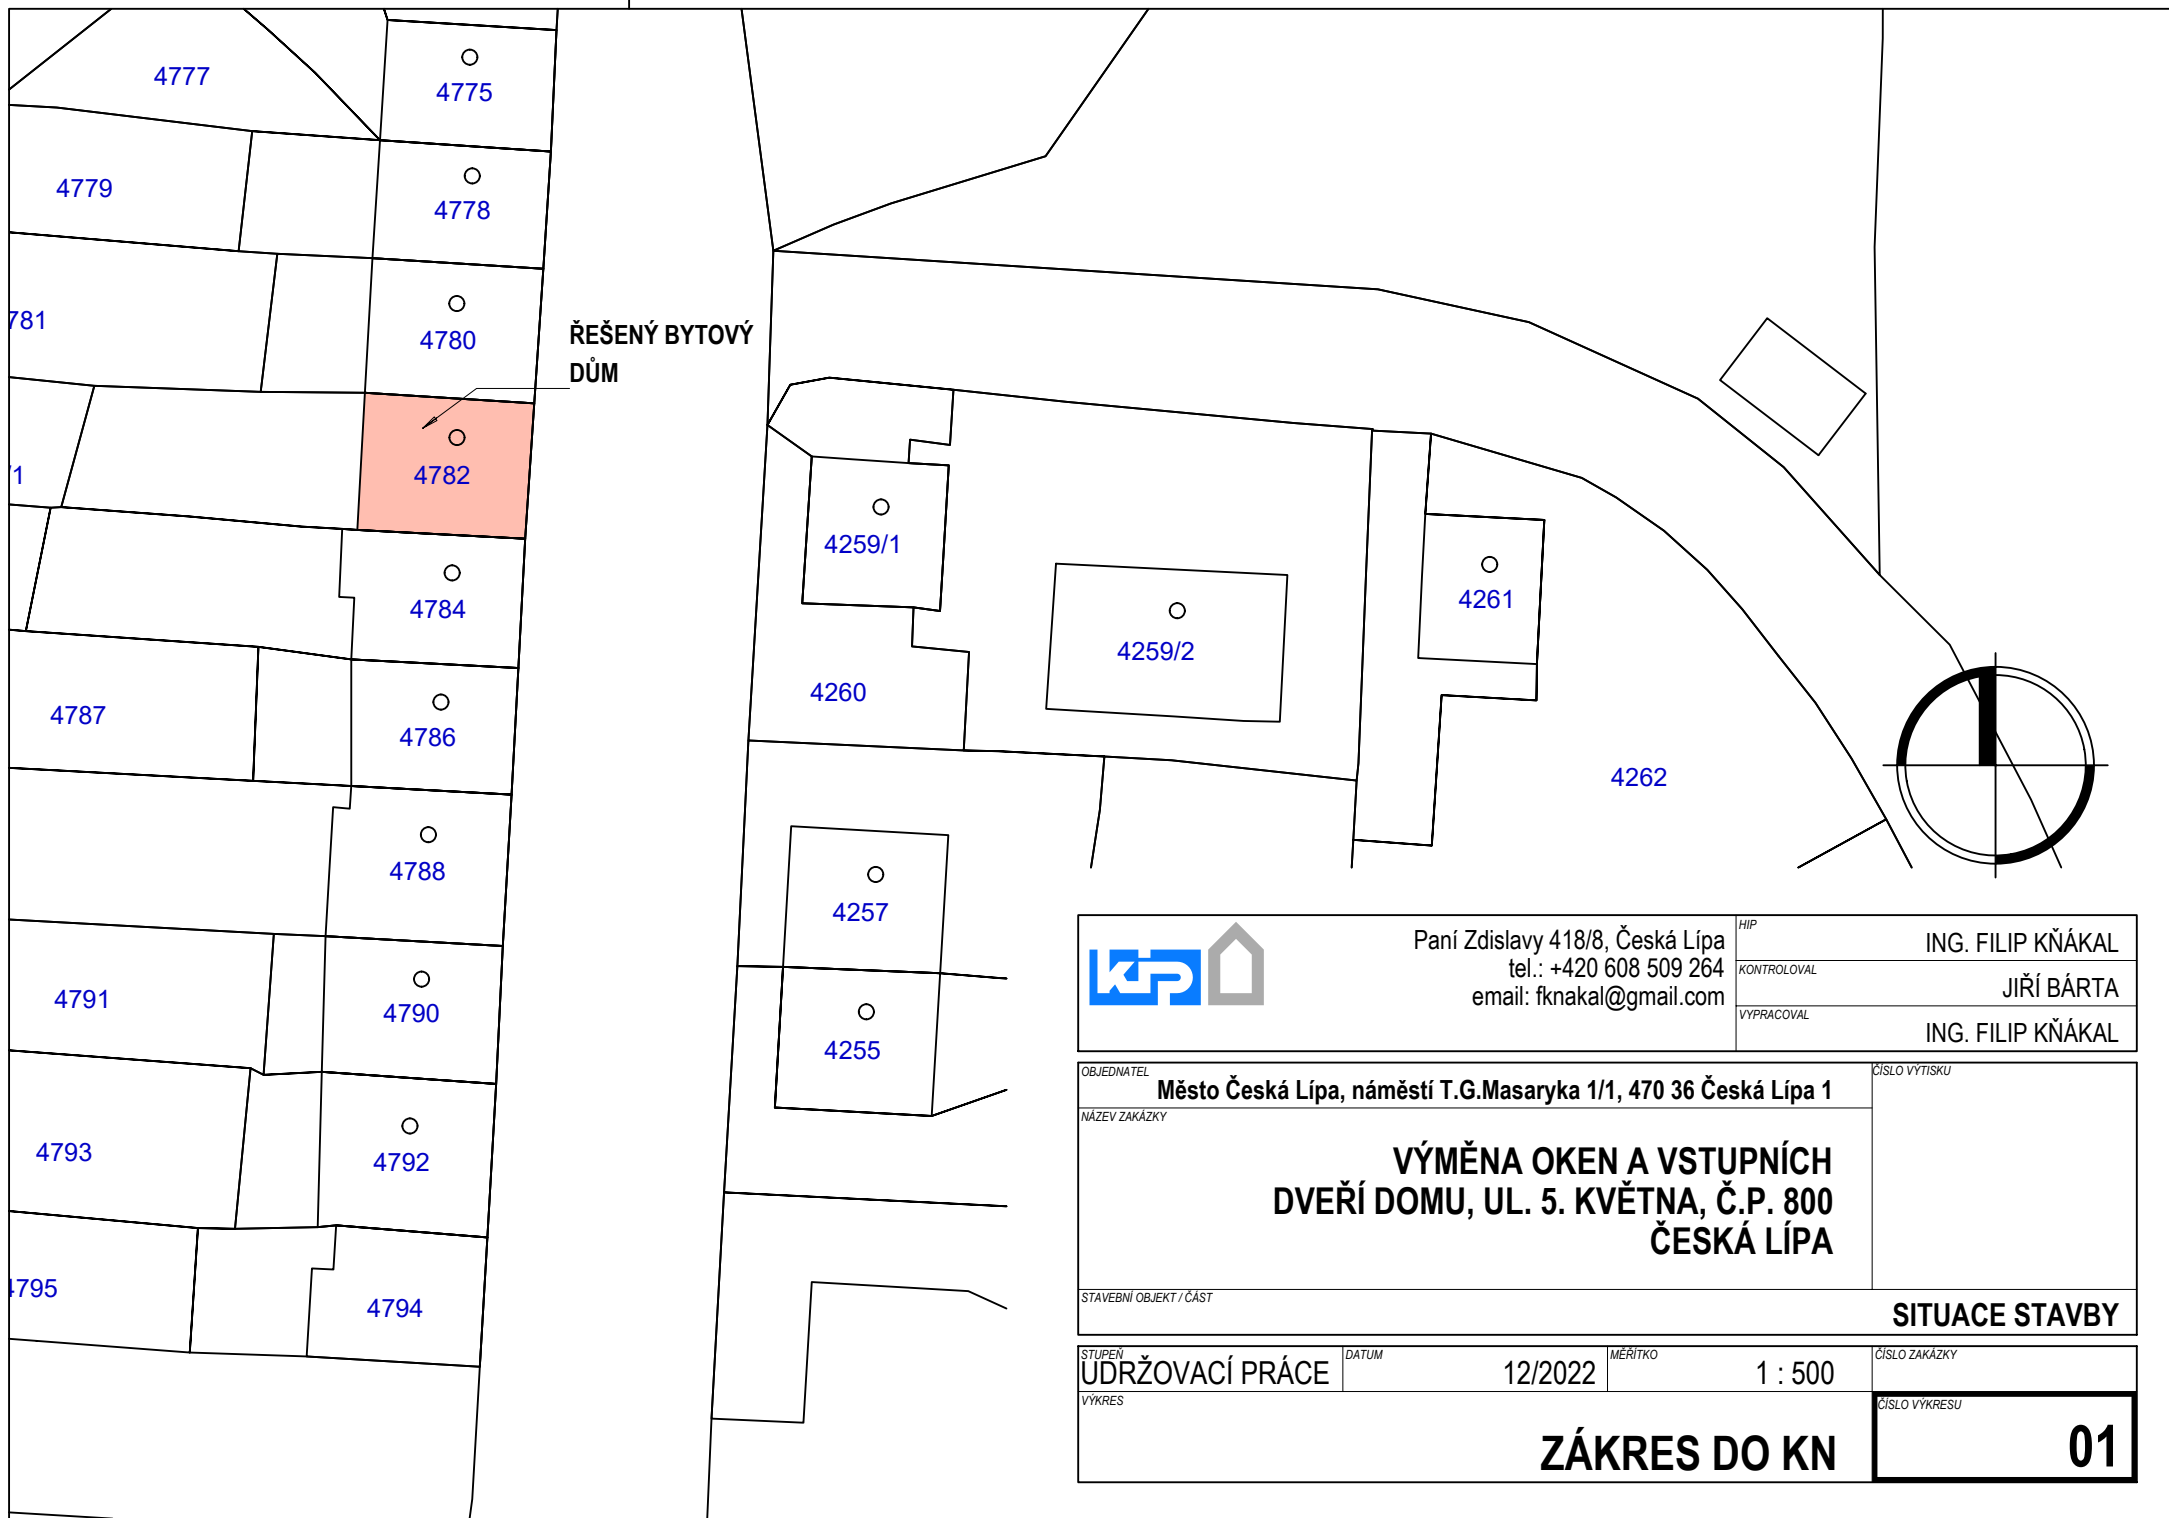 4777
4775
4779
4778
781
4780
ŘEŠENÝ BYTOVÝ
DŮM
/1
4782
4784
4259/1
4259/2
4261
4787
4786
4260
4262
4788
4257
4791
4790
4255
4793
4792
4795
4794
kip
Paní Zdislavy 418/8, Česká Lípa
tel.: +420 608 509 264
email: fknakal@gmail.com
HIP
ING. FILIP KŇÁKAL
KONTROLOVAL
JIŘÍ BÁRTA
VYPRACOVAL
ING. FILIP KŇÁKAL
OBJEDNATEL
Město Česká Lípa, náměstí T.G.Masaryka 1/1, 470 36 Česká Lípa 1
ČÍSLO VÝTISKU
NÁZEV ZAKÁZKY
VÝMĚNA OKEN A VSTUPNÍCH
DVEŘÍ DOMU, UL. 5. KVĚTNA, Č.P. 800
ČESKÁ LÍPA
STAVEBNÍ OBJEKT / ČÁST
SITUACE STAVBY
STUPEŇ
UDRŽOVACÍ PRÁCE
DATUM
12/2022
MĚŘÍTKO
1 : 500
ČÍSLO ZAKÁZKY
VÝKRES
ZÁKRES DO KN
ČÍSLO VÝKRESU
01